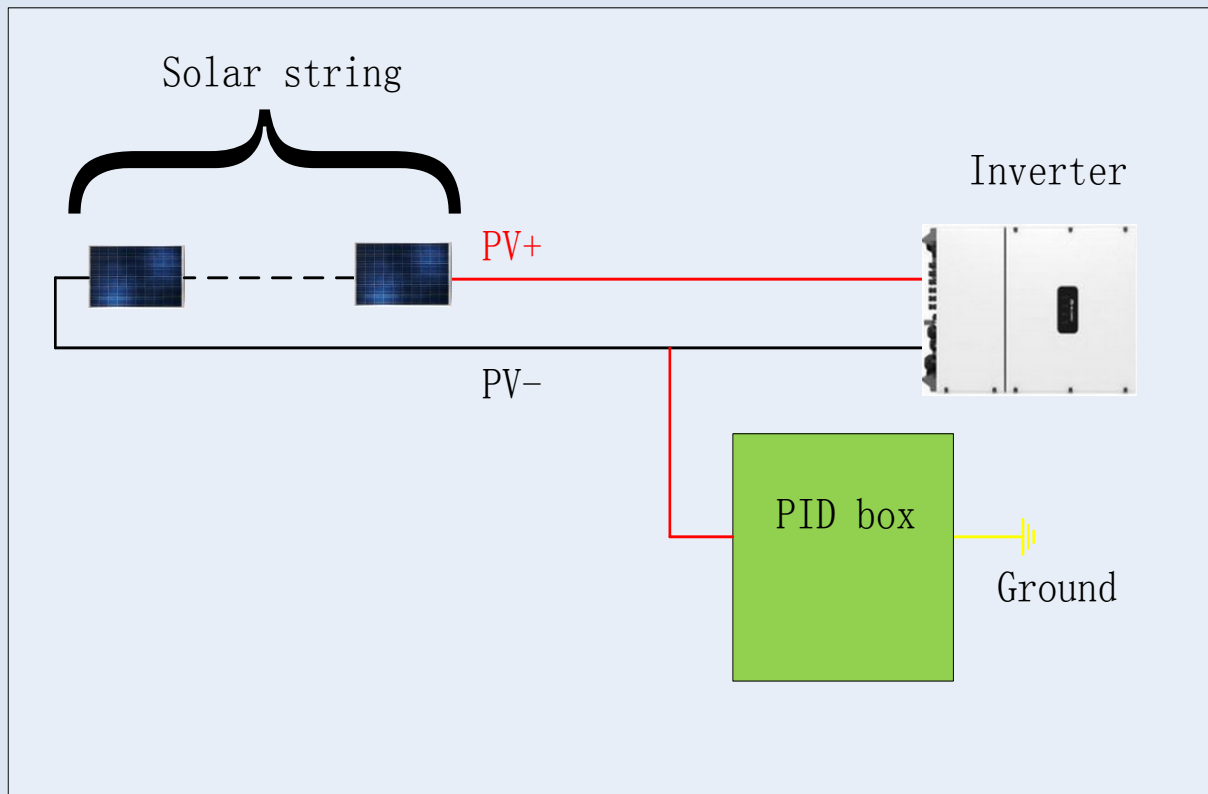 Solar string
Inverter
PV+
PV-
PID box
Ground